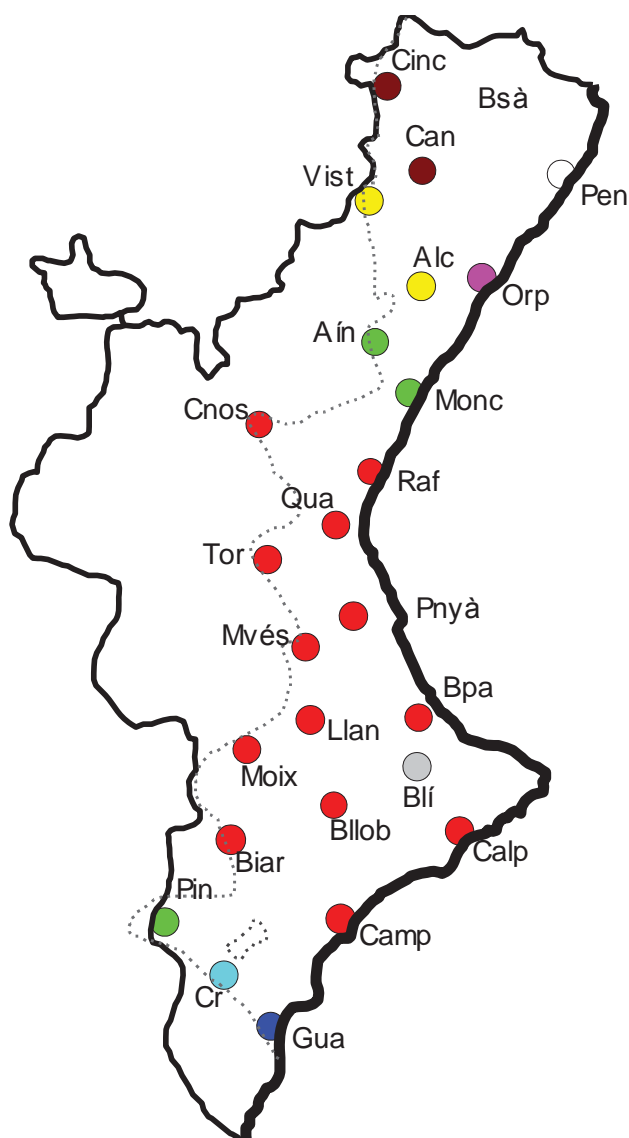 Cinc
Bsà
Can
Vist
Pen
Alc
Orp
Aín
Monc
Cnos
Raf
Qua
Tor
Pnyà
Mvés
Bpa
Llan
Moix
Blí
Bllob
Calp
Biar
Pin
Camp
Cr
Gua